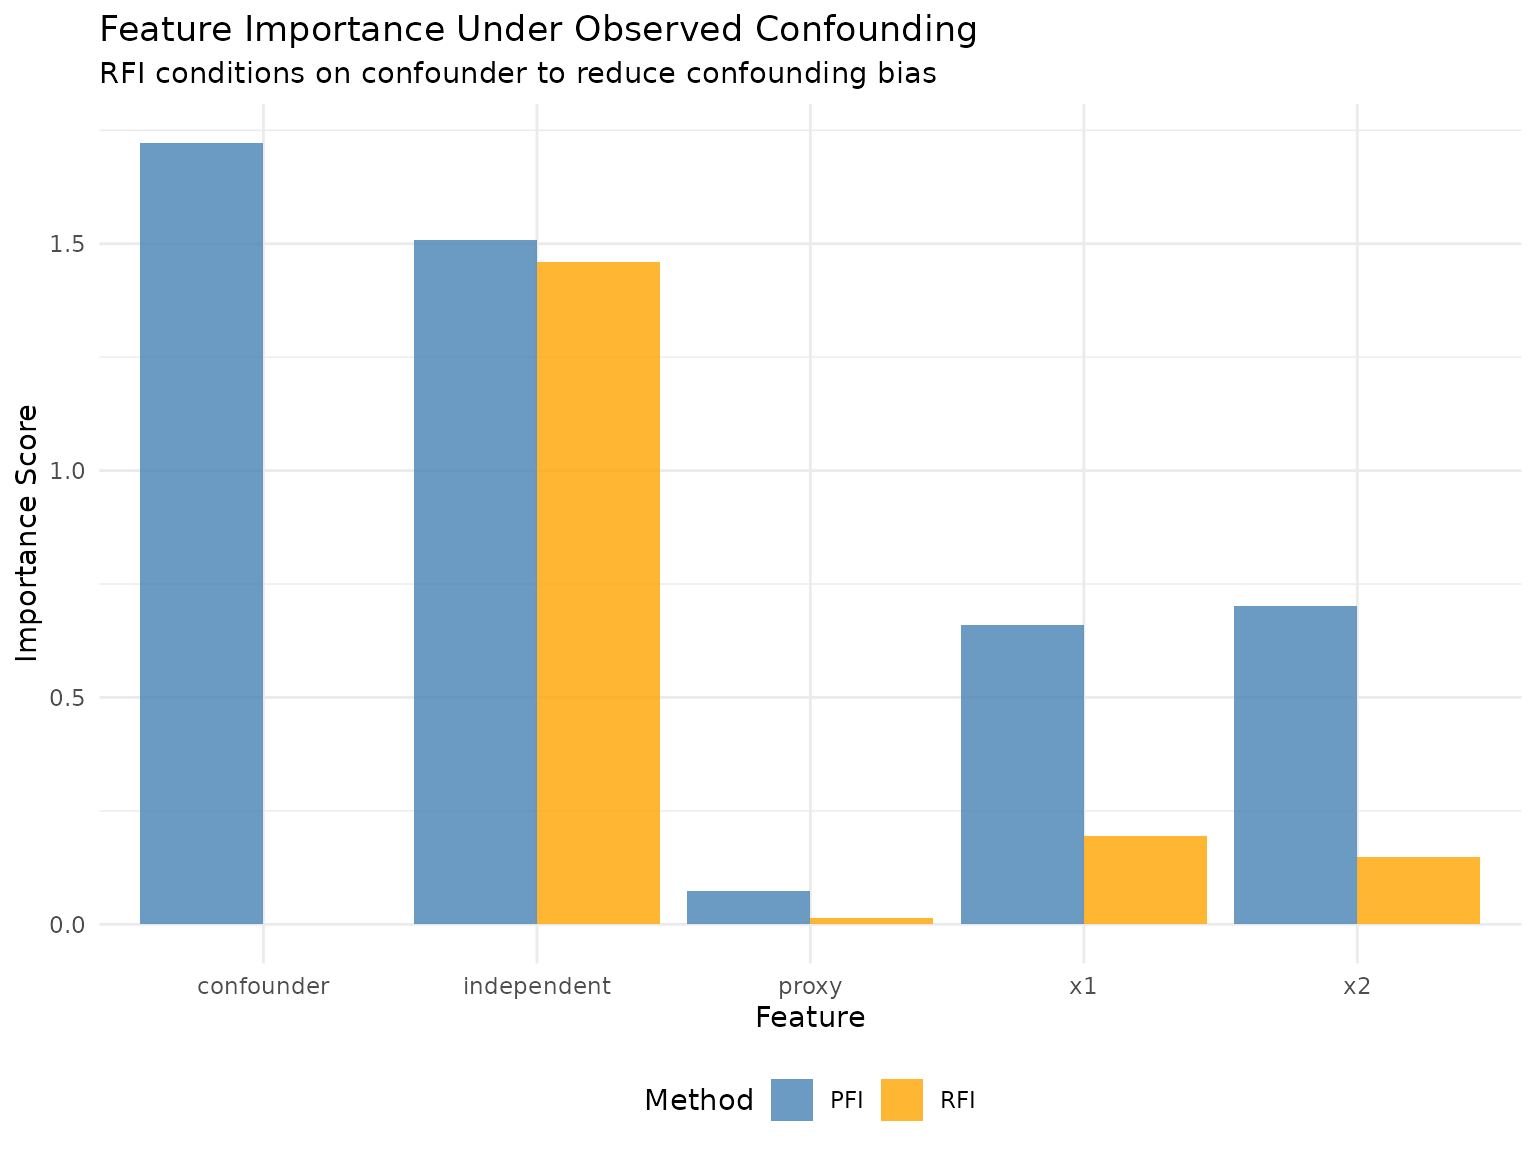 Feature Importance Under Observed Confounding
RFI conditions on confounder to reduce confounding bias
Importance Score
1.5
1.0
0.5
0.0
confounder independent proxy x1 x2
Feature
Method PFI RFI